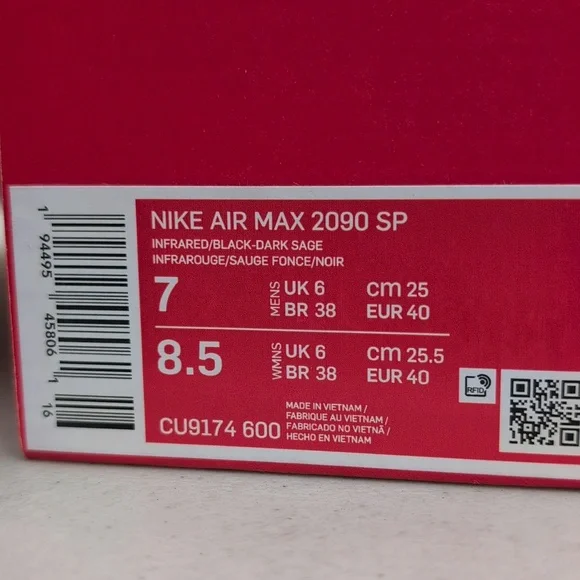 NIKE AIR MAX 2090 SP
INFRARED/BLACK-DARK SAGE
INFRAROUGE/SAUGE FONCE/NOIR
7 MENS UK 6 CM 25
BR 38 EUR 40
8.5 WMNS UK 6 CM 25.5
BR 38 EUR 40
CU9174 600
MADE IN VIETNAM /
FABRIQUE AU VIETNAM /
FABRICADO NO VIETNÃ /
HECHO EN VIETNAM
RFID
1 94495 45806 1 16